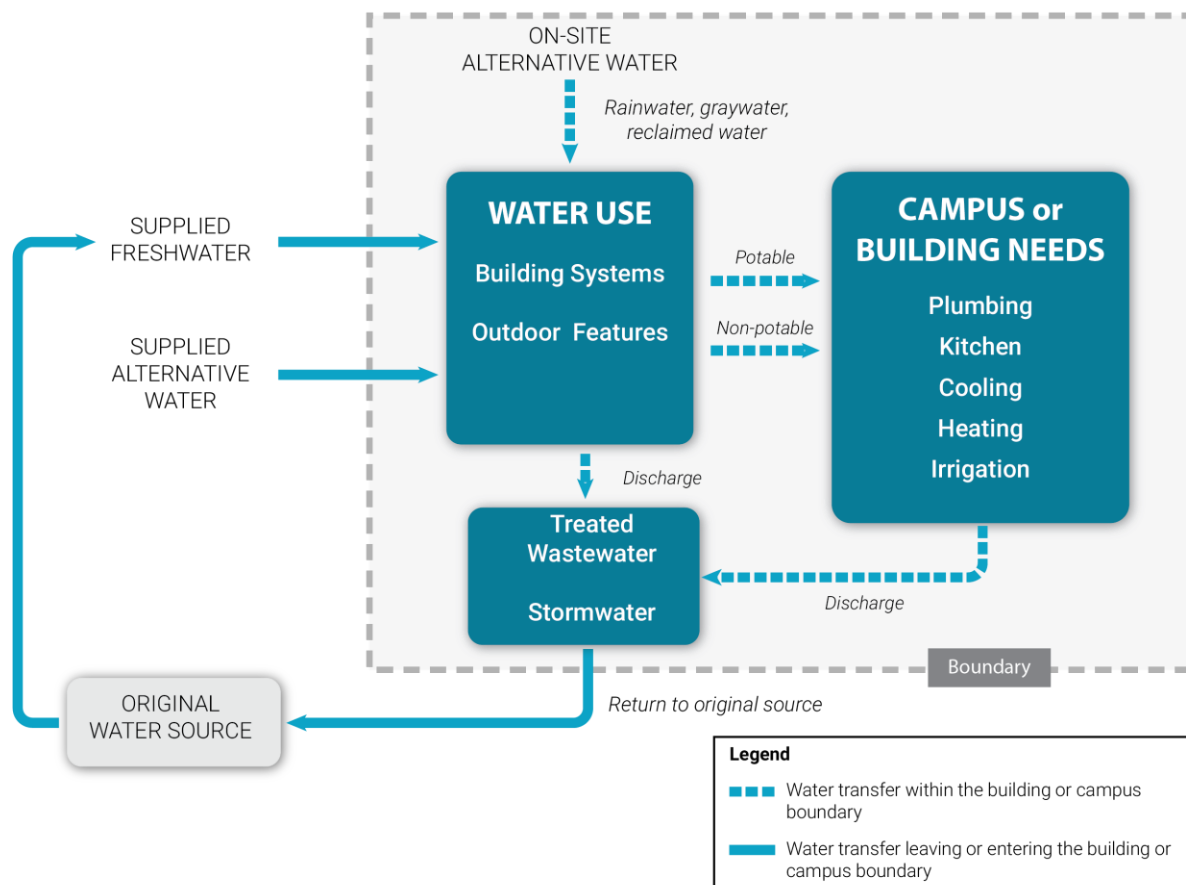 ON-SITE
ALTERNATIVE WATER
Rainwater, graywater,
reclaimed water
SUPPLIED
FRESHWATER
SUPPLIED
ALTERNATIVE
WATER
WATER USE
Building Systems
Outdoor Features
Potable
Non-potable
CAMPUS or
BUILDING NEEDS
Plumbing
Kitchen
Cooling
Heating
Irrigation
Discharge
Treated
Wastewater
Stormwater
Discharge
Boundary
Return to original source
ORIGINAL
WATER SOURCE
Legend
Water transfer within the building or campus
boundary
Water transfer leaving or entering the building or
campus boundary